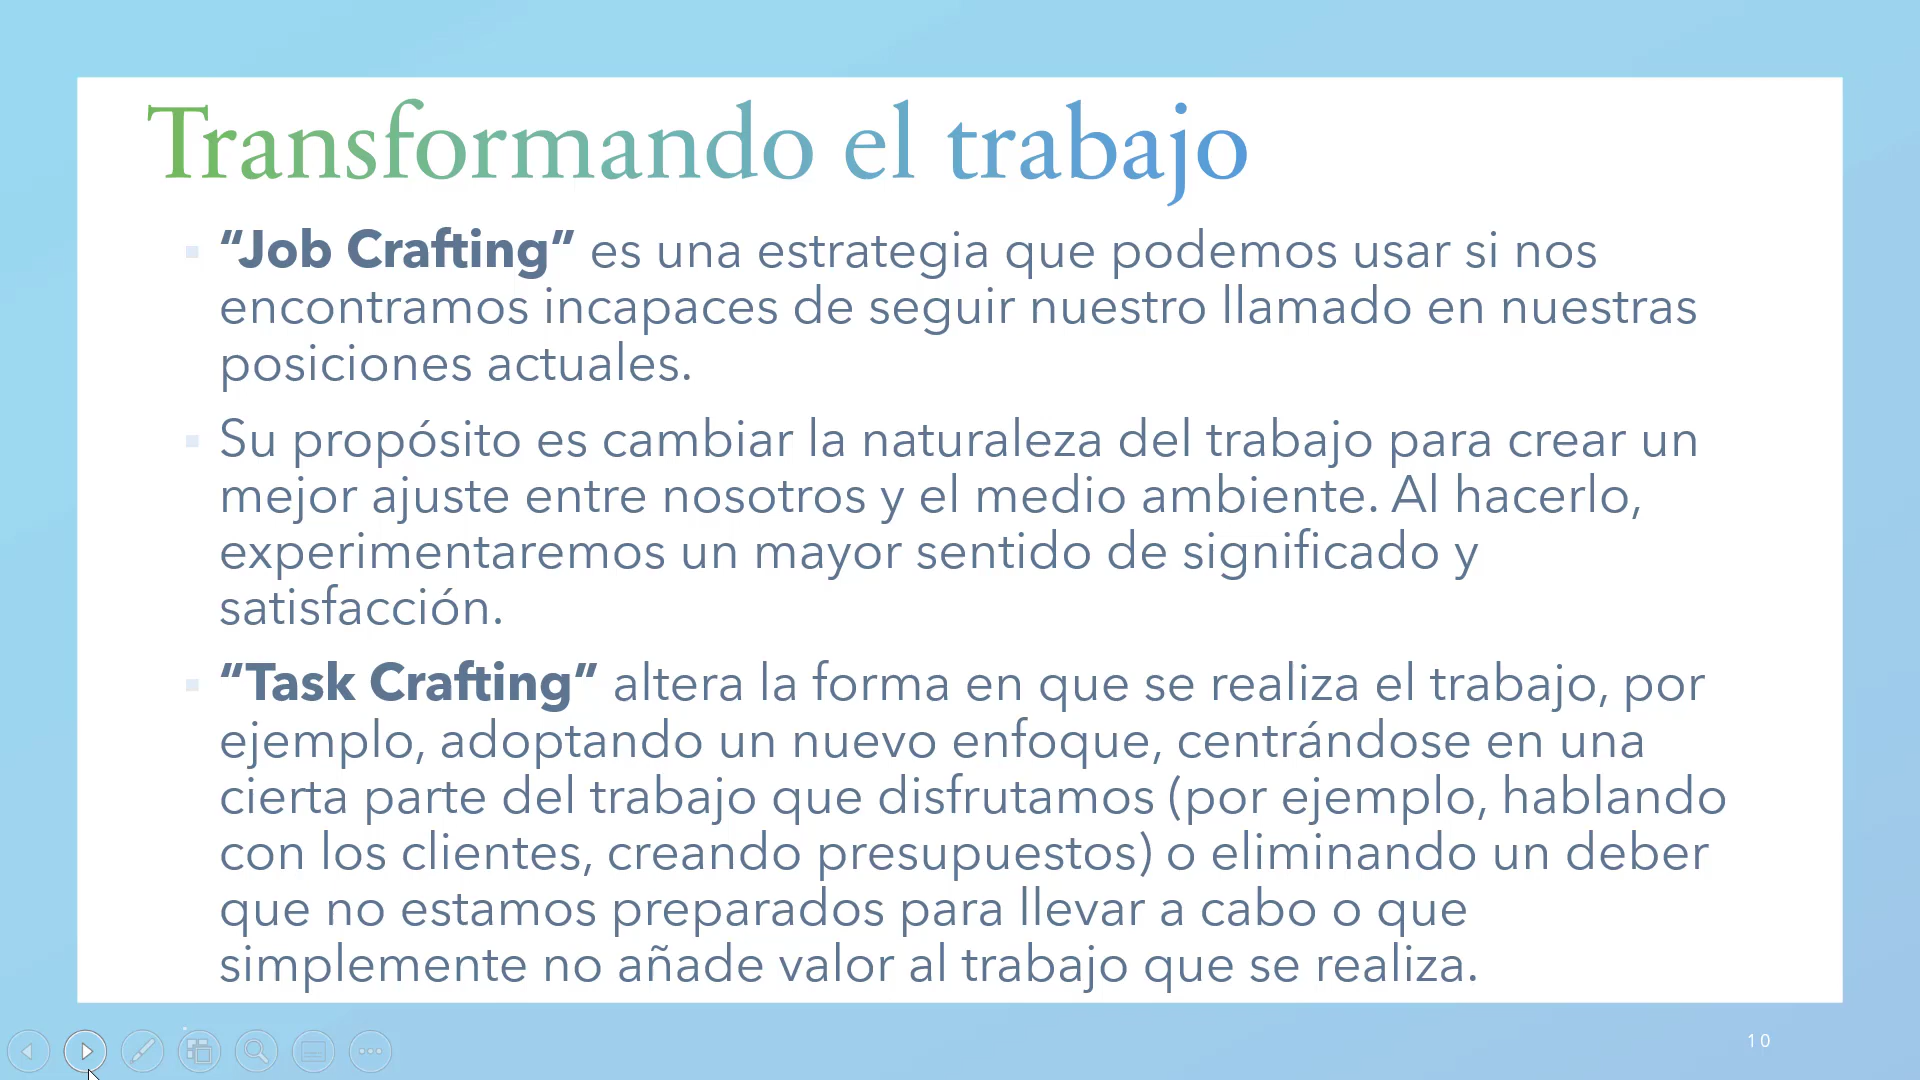 Transformando el trabajo
“Job Crafting” es una estrategia que podemos usar si nos
encontramos incapaces de seguir nuestro llamado en nuestras
posiciones actuales.
Su propósito es cambiar la naturaleza del trabajo para crear un
mejor ajuste entre nosotros y el medio ambiente. Al hacerlo,
experimentaremos un mayor sentido de significado y
satisfacción.
“Task Crafting” altera la forma en que se realiza el trabajo, por
ejemplo, adoptando un nuevo enfoque, centrándose en una
cierta parte del trabajo que disfrutamos (por ejemplo, hablando
con los clientes, creando presupuestos) o eliminando un deber
que no estamos preparados para llevar a cabo o que
simplemente no añade valor al trabajo que se realiza.
10